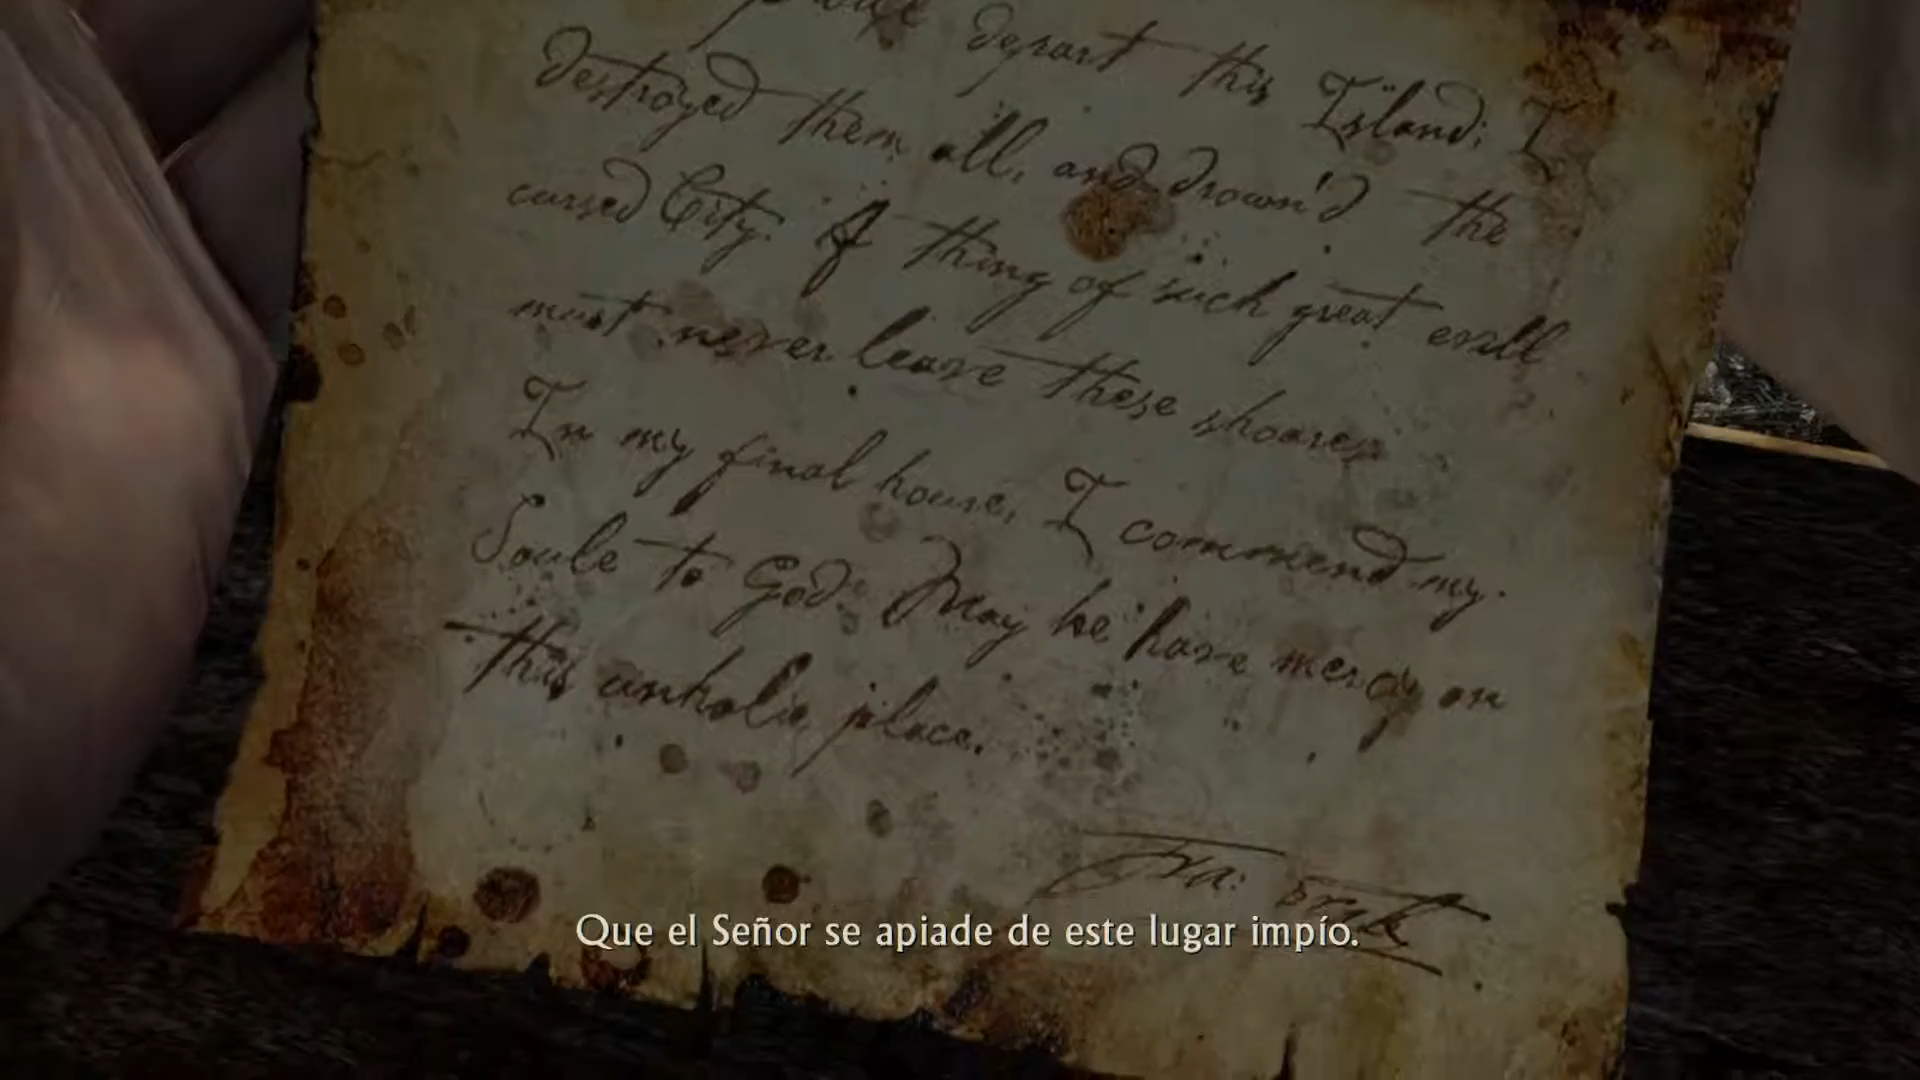 depart this Island; I
destroyed them all, and drown'd the
cursed City. A thing of such great evill
must never leave these shoares
In my final houre, I commend my
Soule to God. May he have mercy on
this unholie place.
Fra: Drak
Que el Señor se apiade de este lugar impío.